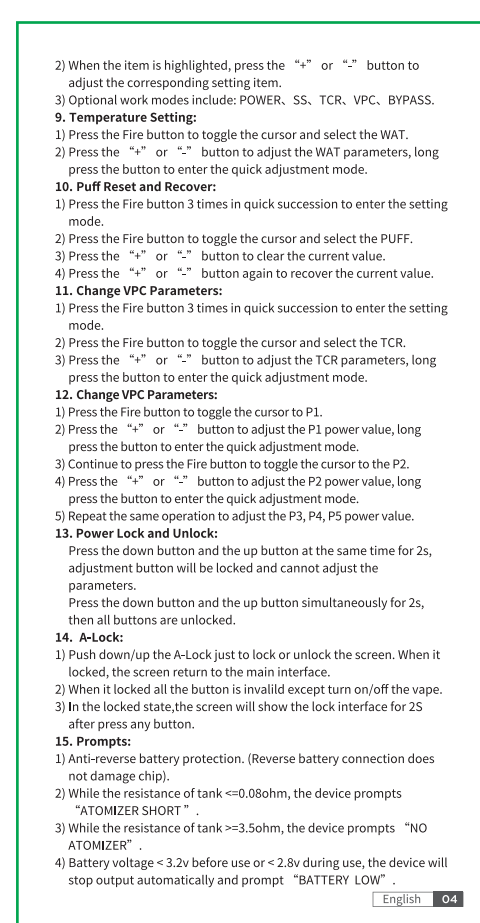 2) When the item is highlighted, press the “+” or “-” button to
adjust the corresponding setting item.
3) Optional work modes include: POWER、SS、TCR、VPC、BYPASS.
9. Temperature Setting:
1) Press the Fire button to toggle the cursor and select the WAT.
2) Press the “+” or “-” button to adjust the WAT parameters, long
press the button to enter the quick adjustment mode.
10. Puff Reset and Recover:
1) Press the Fire button 3 times in quick succession to enter the setting
mode.
2) Press the Fire button to toggle the cursor and select the PUFF.
3) Press the “+” or “-” button to clear the current value.
4) Press the “+” or “-” button again to recover the current value.
11. Change VPC Parameters:
1) Press the Fire button 3 times in quick succession to enter the setting
mode.
2) Press the Fire button to toggle the cursor and select the TCR.
3) Press the “+” or “-” button to adjust the TCR parameters, long
press the button to enter the quick adjustment mode.
12. Change VPC Parameters:
1) Press the Fire button to toggle the cursor to P1.
2) Press the “+” or “-” button to adjust the P1 power value, long
press the button to enter the quick adjustment mode.
3) Continue to press the Fire button to toggle the cursor to the P2.
4) Press the “+” or “-” button to adjust the P2 power value, long
press the button to enter the quick adjustment mode.
5) Repeat the same operation to adjust the P3, P4, P5 power value.
13. Power Lock and Unlock:
Press the down button and the up button at the same time for 2s,
adjustment button will be locked and cannot adjust the
parameters.
Press the down button and the up button simultaneously for 2s,
then all buttons are unlocked.
14. A-Lock:
1) Push down/up the A-Lock just to lock or unlock the screen. When it
locked, the screen return to the main interface.
2) When it locked all the button is invalild except turn on/off the vape.
3) In the locked state,the screen will show the lock interface for 2S
after press any button.
15. Prompts:
1) Anti-reverse battery protection. (Reverse battery connection does
not damage chip).
2) While the resistance of tank <=0.08ohm, the device prompts
“ATOMIZER SHORT ” .
3) While the resistance of tank >=3.5ohm, the device prompts “NO
ATOMIZER” .
4) Battery voltage < 3.2v before use or < 2.8v during use, the device will
stop output automatically and prompt “BATTERY LOW” .
English 04